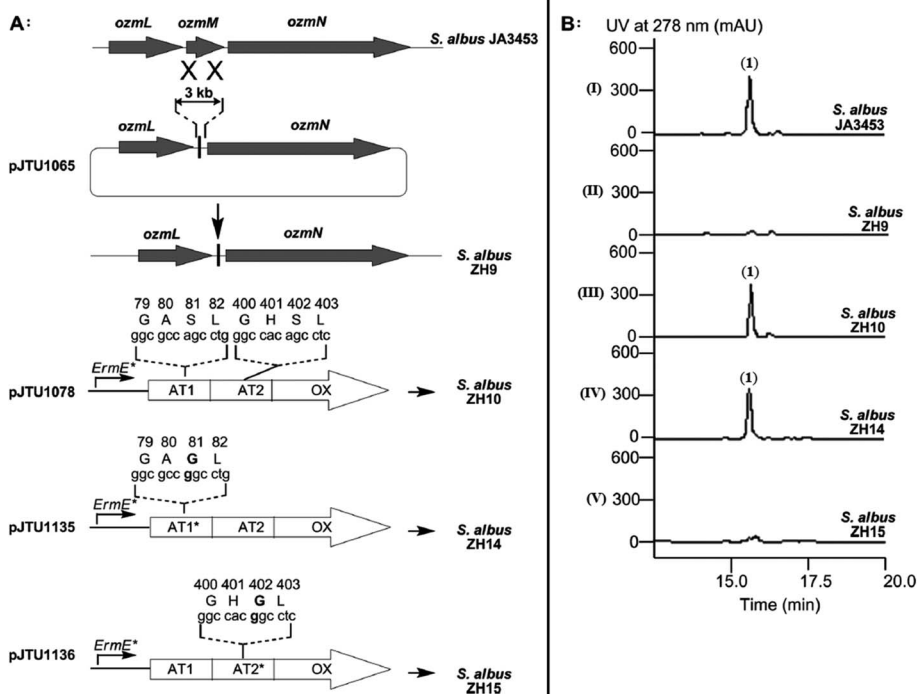 A:
ozmL ozmM ozmN
S. albus JA3453
X X
3 kb
ozmL ozmN
pJTU1065
ozmL ozmN
S. albus
ZH9
79 80 81 82 400 401 402 403
G A S L G H S L
ggc gcc agc ctg ggc cac agc ctc
ErmE*
pJTU1078
AT1 AT2 OX
S. albus
ZH10
79 80 81 82
G A G L
ggc gcc ggc ctg
ErmE*
pJTU1135
AT1* AT2 OX
S. albus
ZH14
400 401 402 403
G H G L
ggc cac ggc ctc
ErmE*
pJTU1136
AT1 AT2* OX
S. albus
ZH15
B: UV at 278 nm (mAU)
600
(1)
(I) 300
S. albus
JA3453
0
600
(II) 300
S. albus
ZH9
0
600
(1)
(III) 300
S. albus
ZH10
0
600
(1)
(IV) 300
S. albus
ZH14
0
600
(V) 300
S. albus
ZH15
0
15.0 17.5 20.0
Time (min)